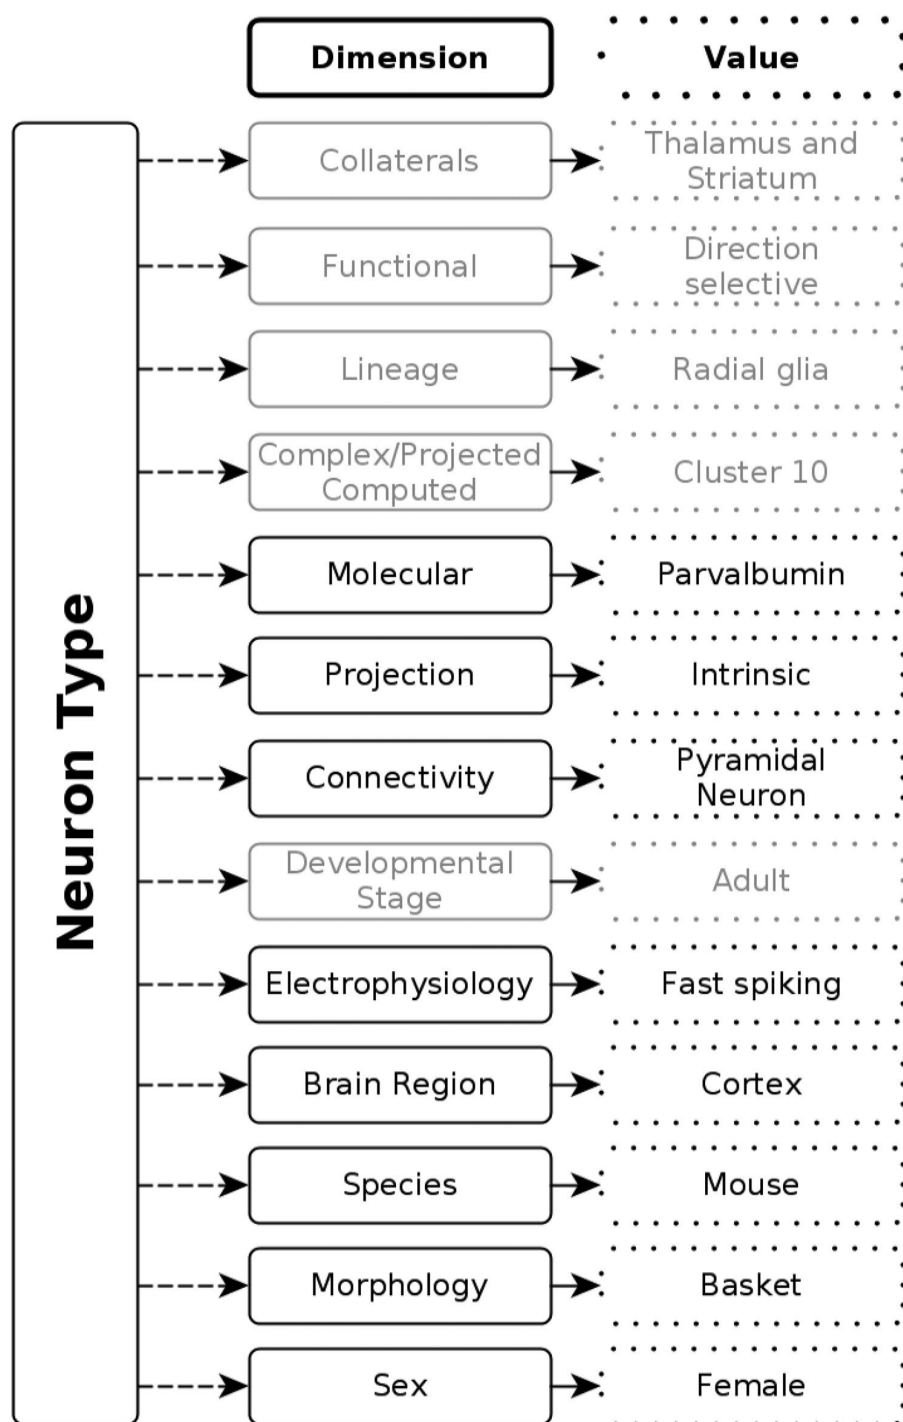 Dimension
Value
Neuron Type
Collaterals
Thalamus and
Striatum
Functional
Direction
selective
Lineage
Radial glia
Complex/Projected
Computed
Cluster 10
Molecular
Parvalbumin
Projection
Intrinsic
Connectivity
Pyramidal
Neuron
Developmental
Stage
Adult
Electrophysiology
Fast spiking
Brain Region
Cortex
Species
Mouse
Morphology
Basket
Sex
Female